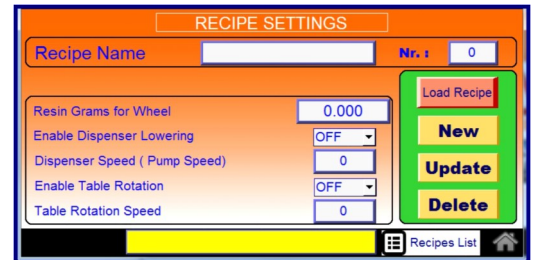 RECIPE SETTINGS
Recipe Name Nr. : 0
Load Recipe
Resin Grams for Wheel 0.000
New
Enable Dispenser Lowering OFF
Dispenser Speed ( Pump Speed) 0
Update
Enable Table Rotation OFF
Table Rotation Speed 0
Delete
Recipes List